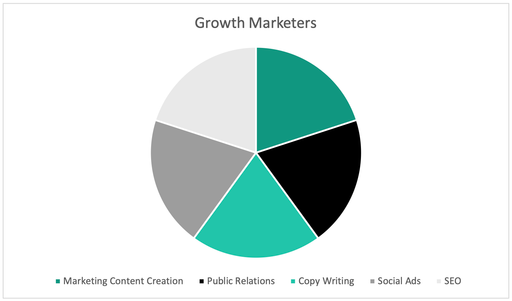 Growth Marketers
Marketing Content Creation Public Relations Copy Writing Social Ads SEO